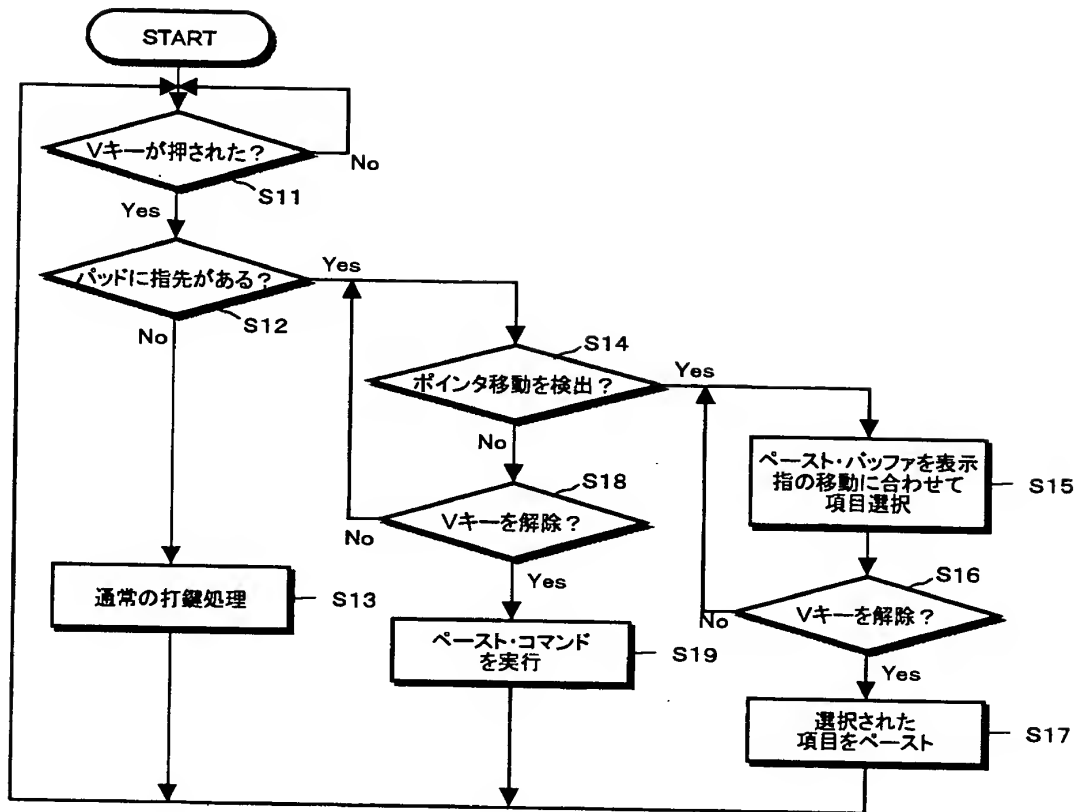 START
Vキーが押された?
No
S11
Yes
パッドに指先がある?
Yes
S12
No
S14
ポインタ移動を検出?
Yes
No
ペースト・バッファを表示
指の移動に合わせて
項目選択
S15
S18
Vキーを解除?
No
Yes
S16
Vキーを解除?
No
Yes
通常の打鍵処理
S13
ペースト・コマンド
を実行
S19
選択された
項目をペースト
S17